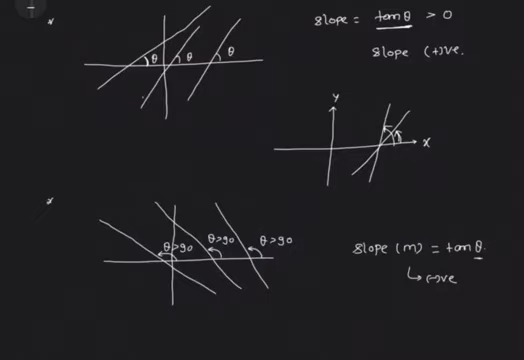 *
slope = tanθ > 0
θ θ θ
slope (+)ve.
Y
X
*
θ>90 θ>90 θ>90
slope (m) = tanθ.
↳ (-)ve